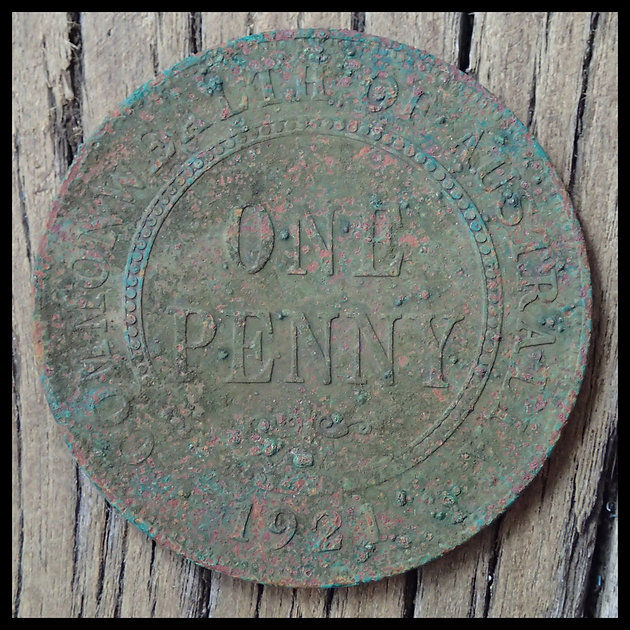 COMMONWEALTH OF AUSTRALIA
ONE
PENNY
1921